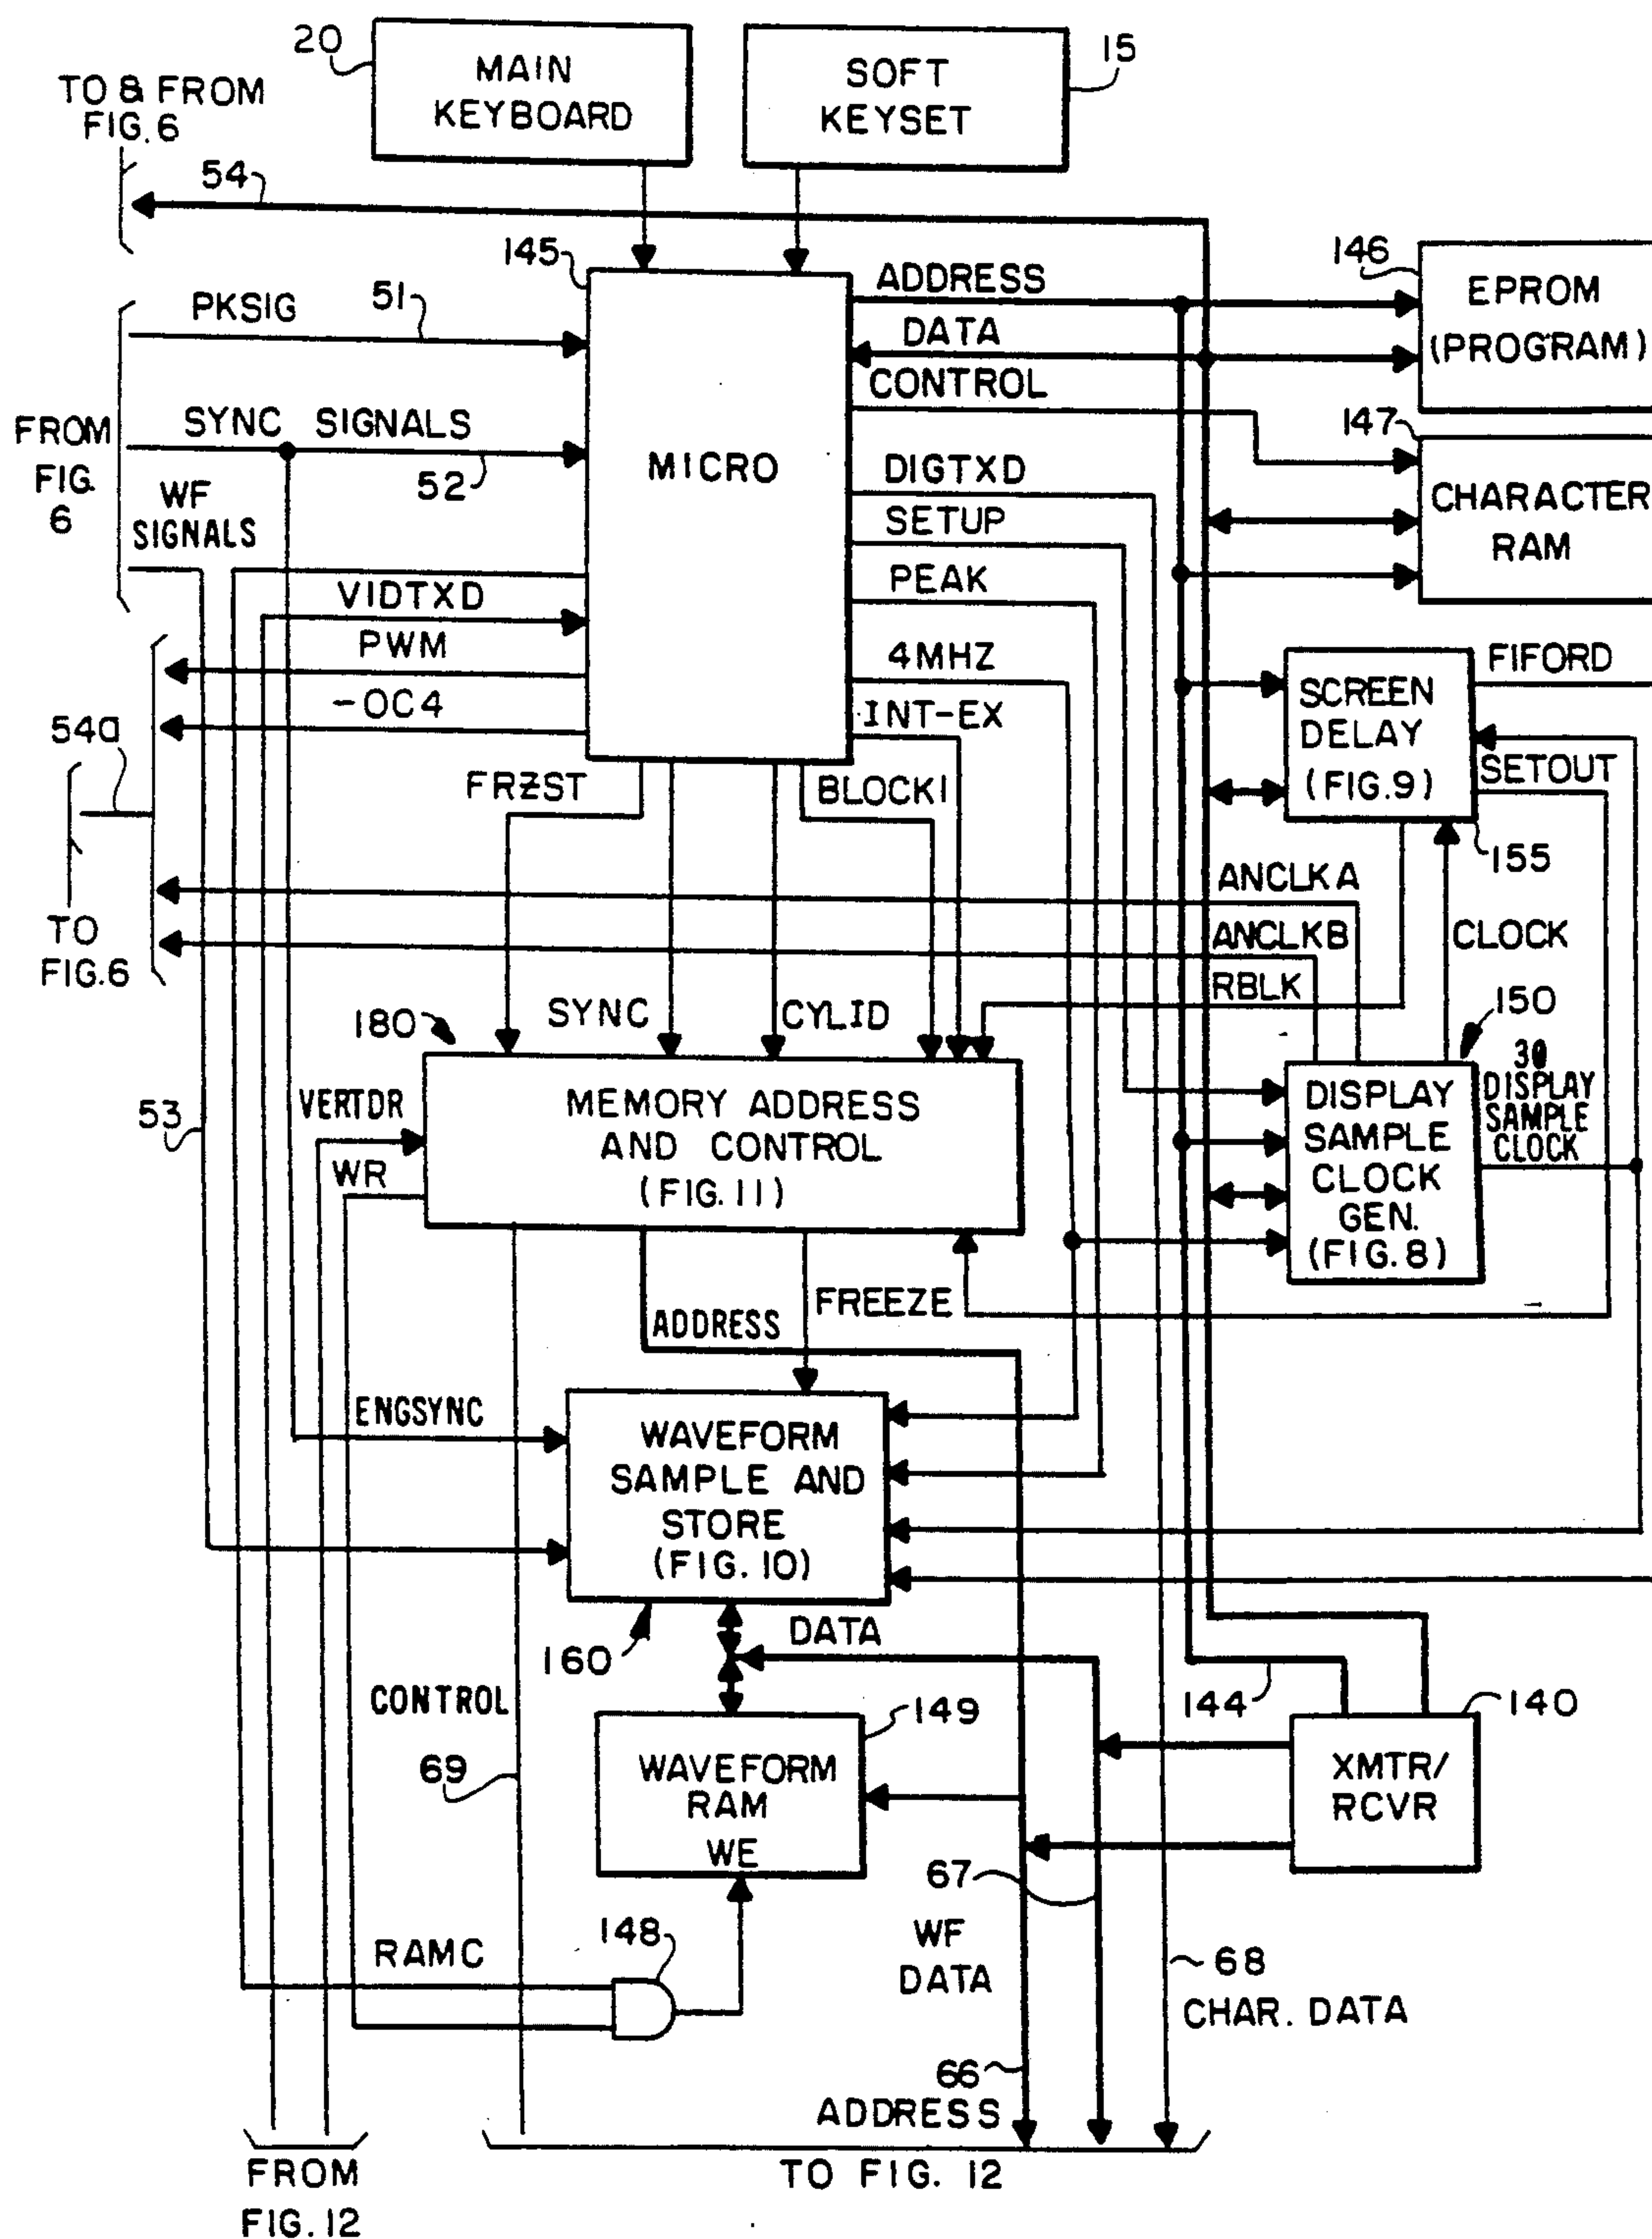 20
MAIN
KEYBOARD
SOFT
KEYSET
15
TO & FROM
FIG. 6
54
145
ADDRESS
146
EPROM
(PROGRAM)
PKSIG
51
DATA
CONTROL
147
CHARACTER
RAM
FROM
FIG.
6
SYNC SIGNALS
52
MICRO
WF
SIGNALS
DIGTXD
SETUP
VIDTXD
PEAK
PWM
4MHZ
-OC4
INT-EX
54a
SCREEN
DELAY
(FIG.9)
FIFORD
SETOUT
155
FRZST
BLOCK1
ANCLKA
TO
FIG.6
ANCLKB
CLOCK
RBLK
180
SYNC
CYLID
150
30
DISPLAY
SAMPLE
CLOCK
53
VERTDR
WR
MEMORY ADDRESS
AND CONTROL
(FIG. 11)
DISPLAY
SAMPLE
CLOCK
GEN.
(FIG. 8)
FREEZE
ADDRESS
ENGSYNC
WAVEFORM
SAMPLE AND
STORE
(FIG. 10)
160
DATA
CONTROL
69
149
WAVEFORM
RAM
WE
144
140
XMTR/
RCVR
67
WF
DATA
RAMC
148
68
CHAR. DATA
66
ADDRESS
FROM
FIG. 12
TO FIG. 12